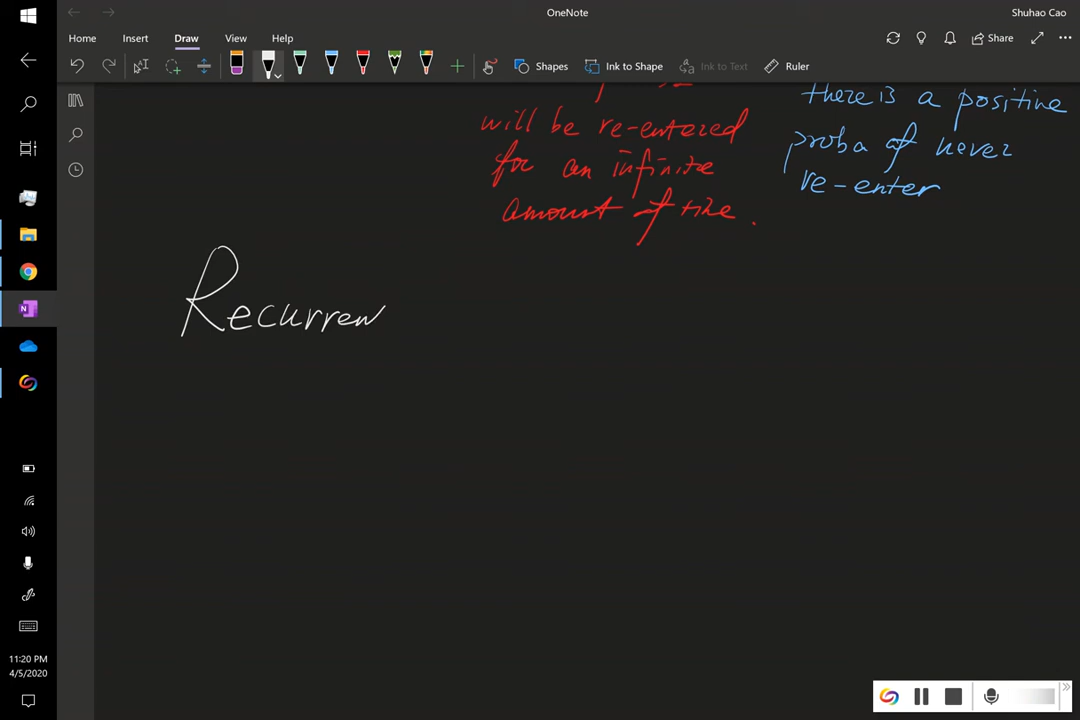 OneNote
Shuhao Cao
Home Insert Draw View Help
Share
Shapes
Ink to Shape
Ink to Text
Ruler
will be re-entered
for an infinite
amount of time.
there is a positive
proba of never
re-enter
Recurren
11:20 PM
4/5/2020